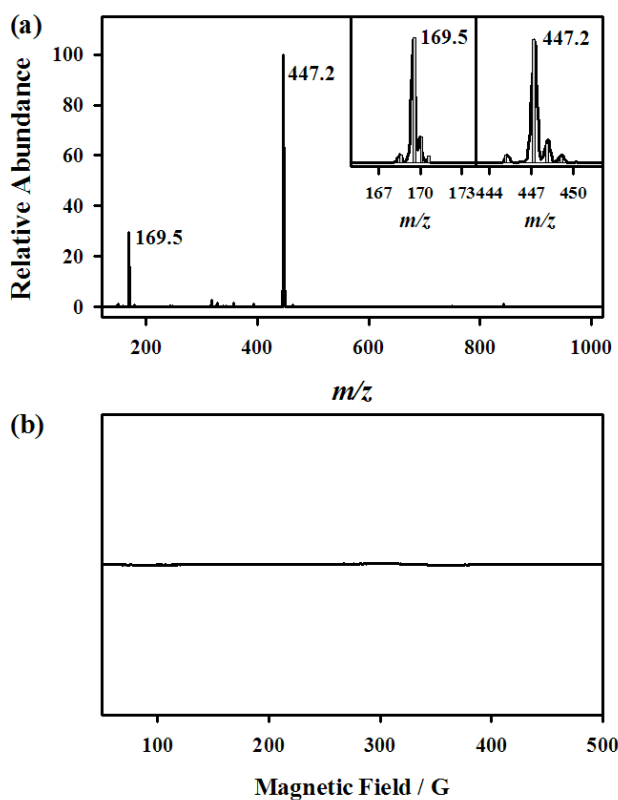 (a)
Relative Abundance
100
80
60
40
20
0
447.2
169.5
169.5
447.2
167 170 173 444 447 450
m/z m/z
200 400 600 800 1000
m/z
(b)
100 200 300 400 500
Magnetic Field / G